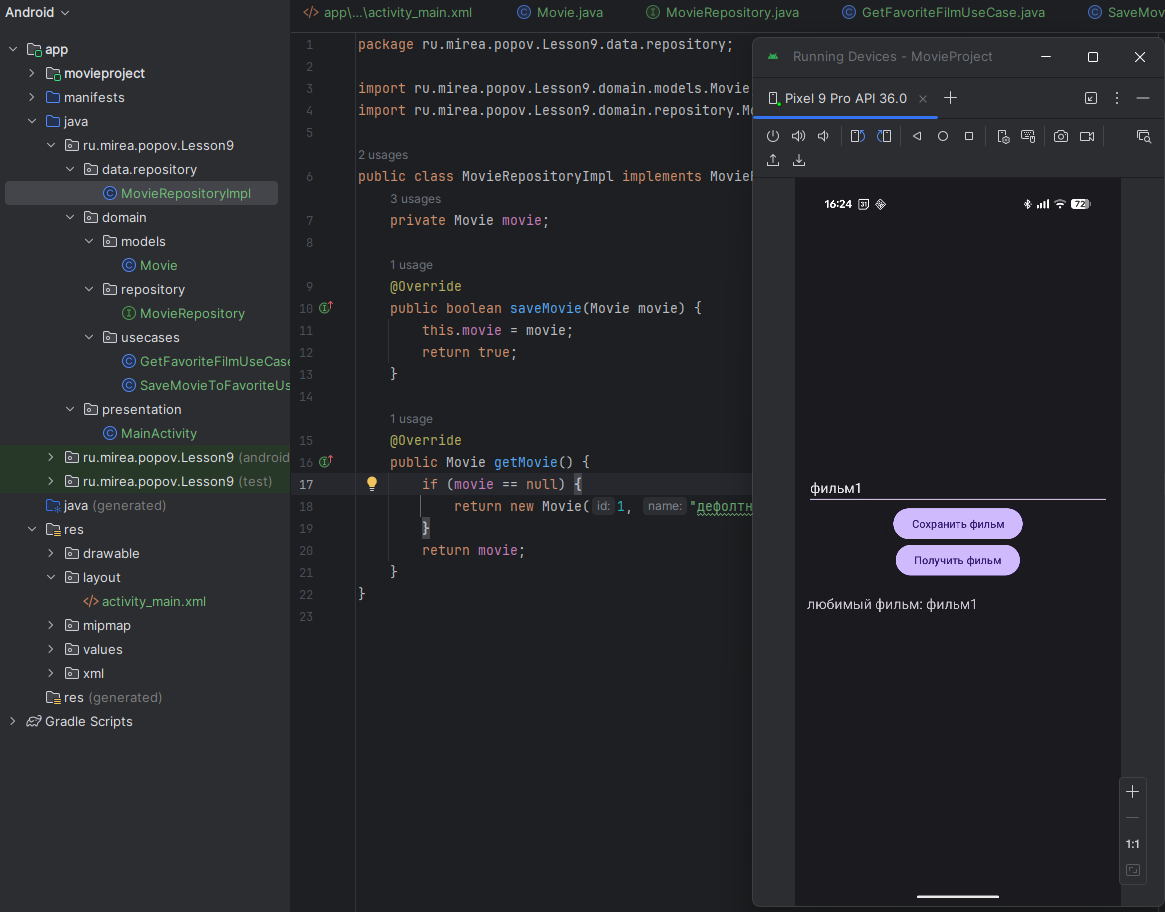 Android
app
movieproject
manifests
java
ru.mirea.popov.Lesson9
data.repository
MovieRepositoryImpl
domain
models
Movie
repository
MovieRepository
usecases
GetFavoriteFilmUseCase
SaveMovieToFavoriteUs
presentation
MainActivity
ru.mirea.popov.Lesson9 (android
ru.mirea.popov.Lesson9 (test)
java (generated)
res
drawable
layout
activity_main.xml
mipmap
values
xml
res (generated)
Gradle Scripts
app\...\activity_main.xml Movie.java MovieRepository.java GetFavoriteFilmUseCase.java SaveMov
1 package ru.mirea.popov.Lesson9.data.repository;
2
3 import ru.mirea.popov.Lesson9.domain.models.Movie
4 import ru.mirea.popov.Lesson9.domain.repository.Mo
5
2 usages
6 public class MovieRepositoryImpl implements MovieR
3 usages
7 private Movie movie;
8
1 usage
9 @Override
10 public boolean saveMovie(Movie movie) {
11 this.movie = movie;
12 return true;
13 }
14
1 usage
15 @Override
16 public Movie getMovie() {
17 if (movie == null) {
18 return new Movie( id: 1, name: "дефолтн
19 }
20 return movie;
21 }
22 }
23
Running Devices - MovieProject
Pixel 9 Pro API 36.0
16:24 31 72
фильм1
Сохранить фильм
Получить фильм
любимый фильм: фильм1
1:1